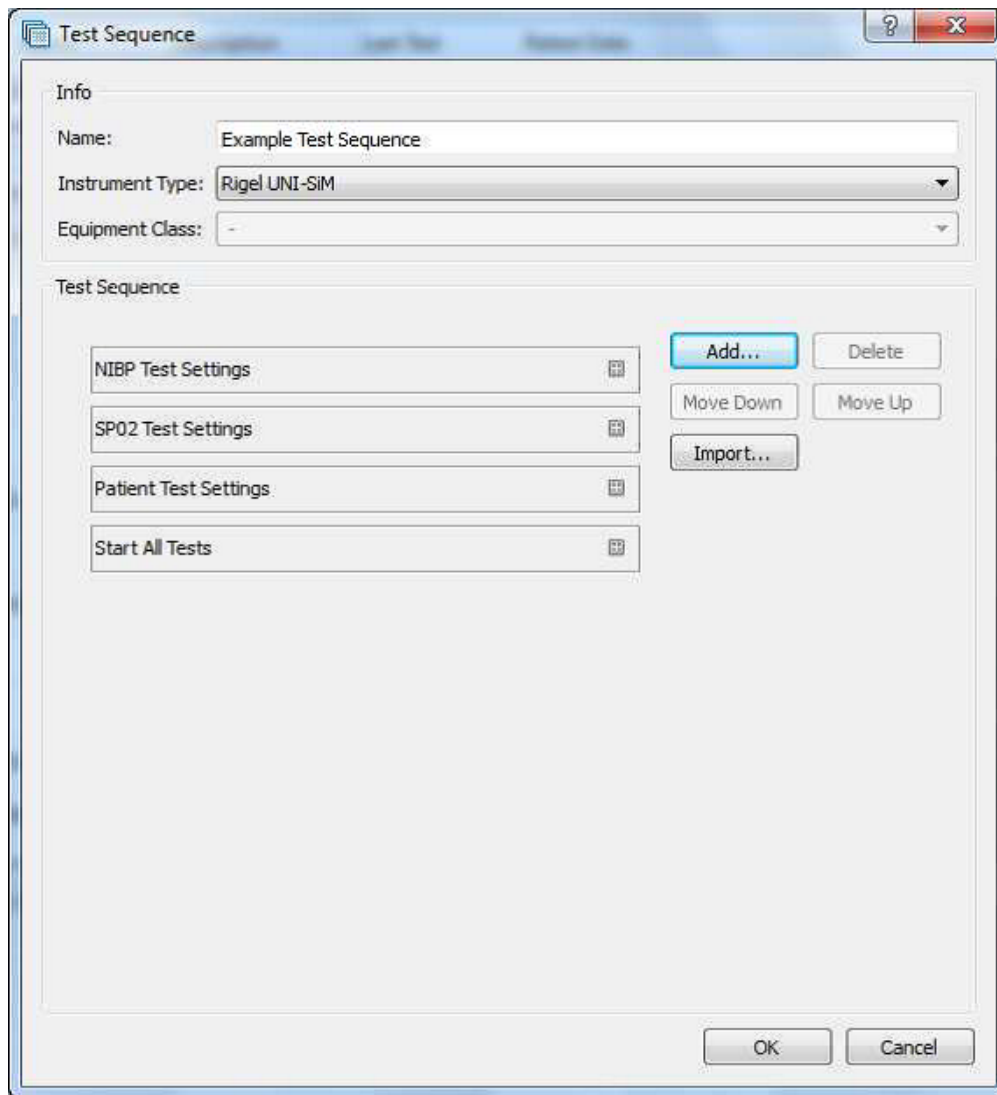 Test Sequence
Info
Name: Example Test Sequence
Instrument Type: Rigel UNI-SiM
Equipment Class: -
Test Sequence
NIBP Test Settings
SP02 Test Settings
Patient Test Settings
Start All Tests
Add... Delete
Move Down Move Up
Import...
OK Cancel